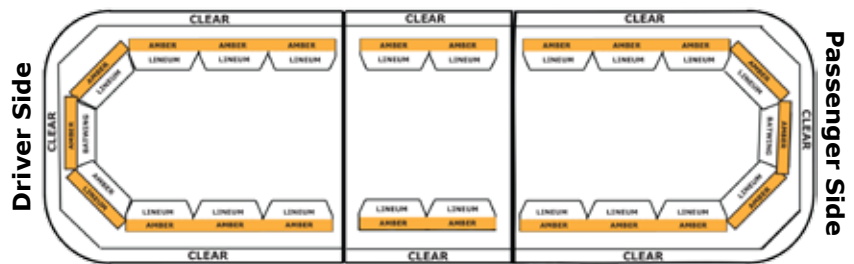 CLEAR CLEAR CLEAR
AMBER AMBER AMBER AMBER AMBER AMBER AMBER AMBER
LINEUM LINEUM LINEUM LINEUM LINEUM LINEUM LINEUM LINEUM
AMBER
LINEUM
AMBER
LINEUM
Driver Side
CLEAR
AMBER
BATWING
BATWING
AMBER
CLEAR
Passenger Side
AMBER
LINEUM
LINEUM
AMBER
LINEUM LINEUM LINEUM LINEUM LINEUM LINEUM LINEUM LINEUM
AMBER AMBER AMBER AMBER AMBER AMBER AMBER AMBER
CLEAR CLEAR CLEAR